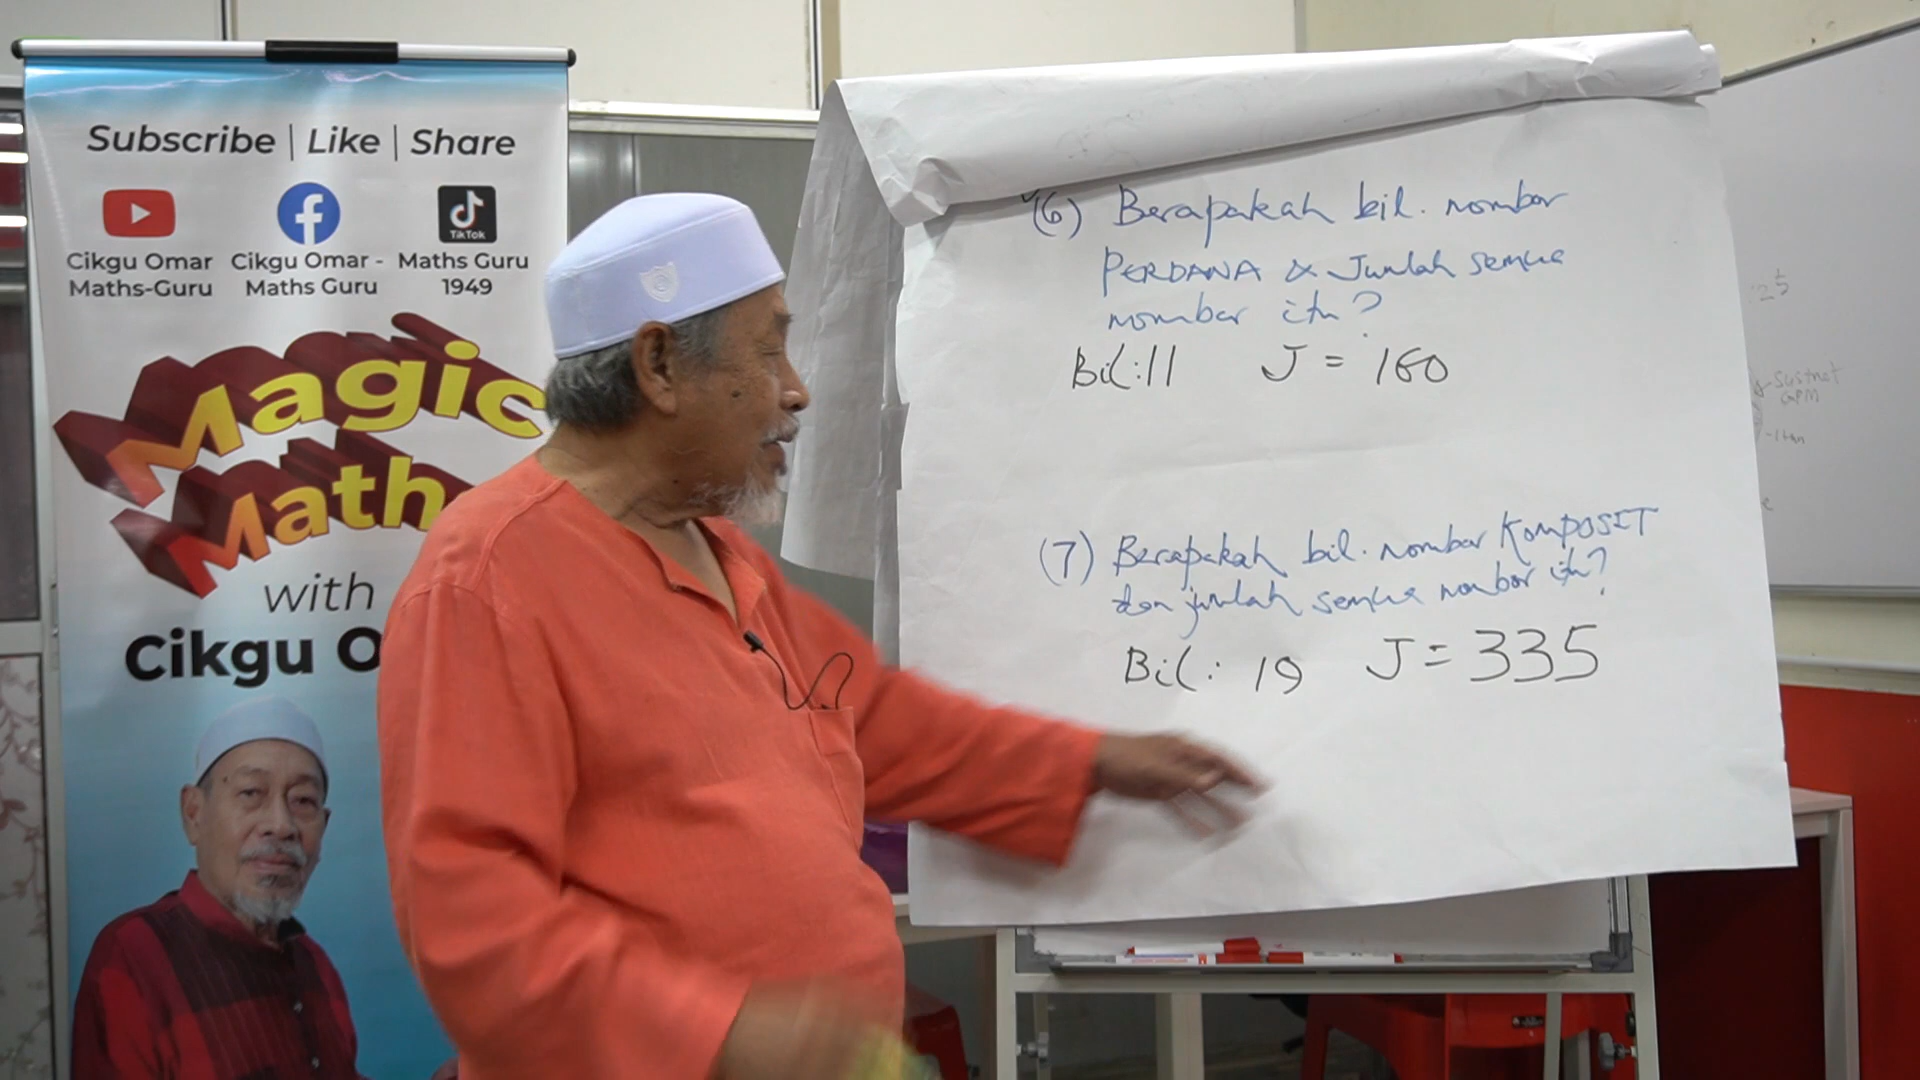 Subscribe | Like | Share
TikTok
Cikgu Omar Maths-Guru
Cikgu Omar - Maths Guru
Maths Guru 1949
Magic
Math
with
Cikgu O
(6) Berapakah bil. nombor
PERDANA & Jumlah semua
nombor itu?
Bil: 11 J = 160
(7) Berapakah bil. nombor KOMPOSIT
dan jumlah semua nombor itu?
Bil: 19 J = 335